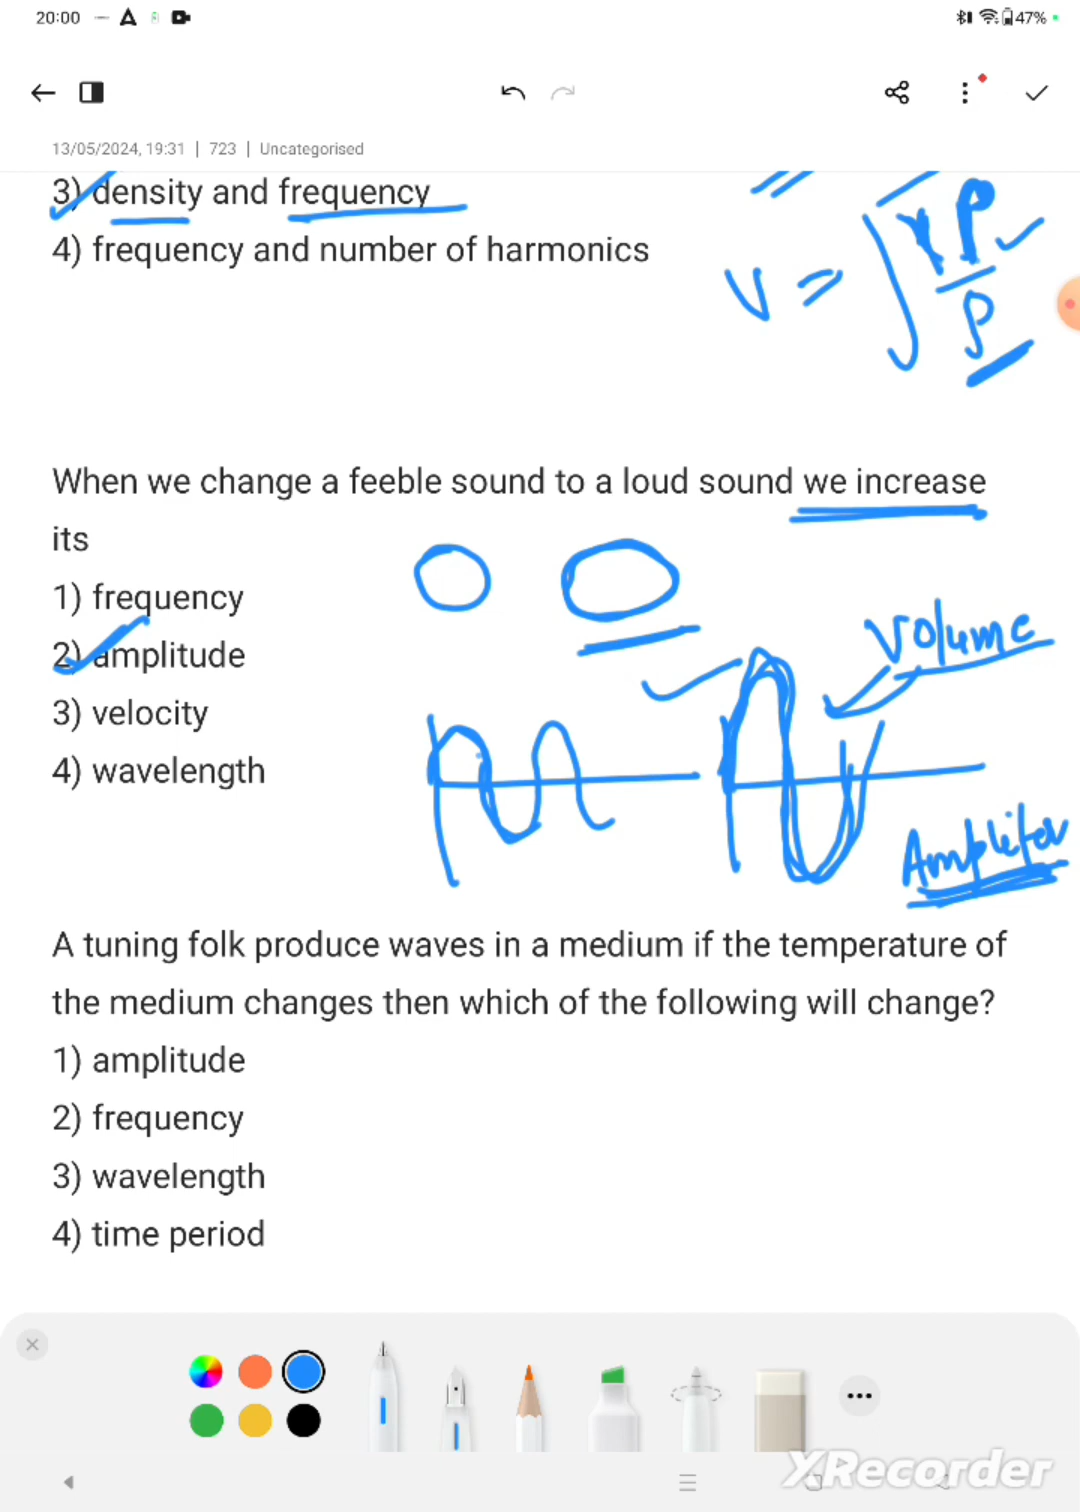 20:00
47%
13/05/2024, 19:31 | 723 | Uncategorised
3) density and frequency
4) frequency and number of harmonics
V = √ γP / ρ
When we change a feeble sound to a loud sound we increase
its
1) frequency
2) amplitude
3) velocity
4) wavelength
Volume
A tuning folk produce waves in a medium if the temperature of
the medium changes then which of the following will change?
1) amplitude
2) frequency
3) wavelength
4) time period
XRecorder